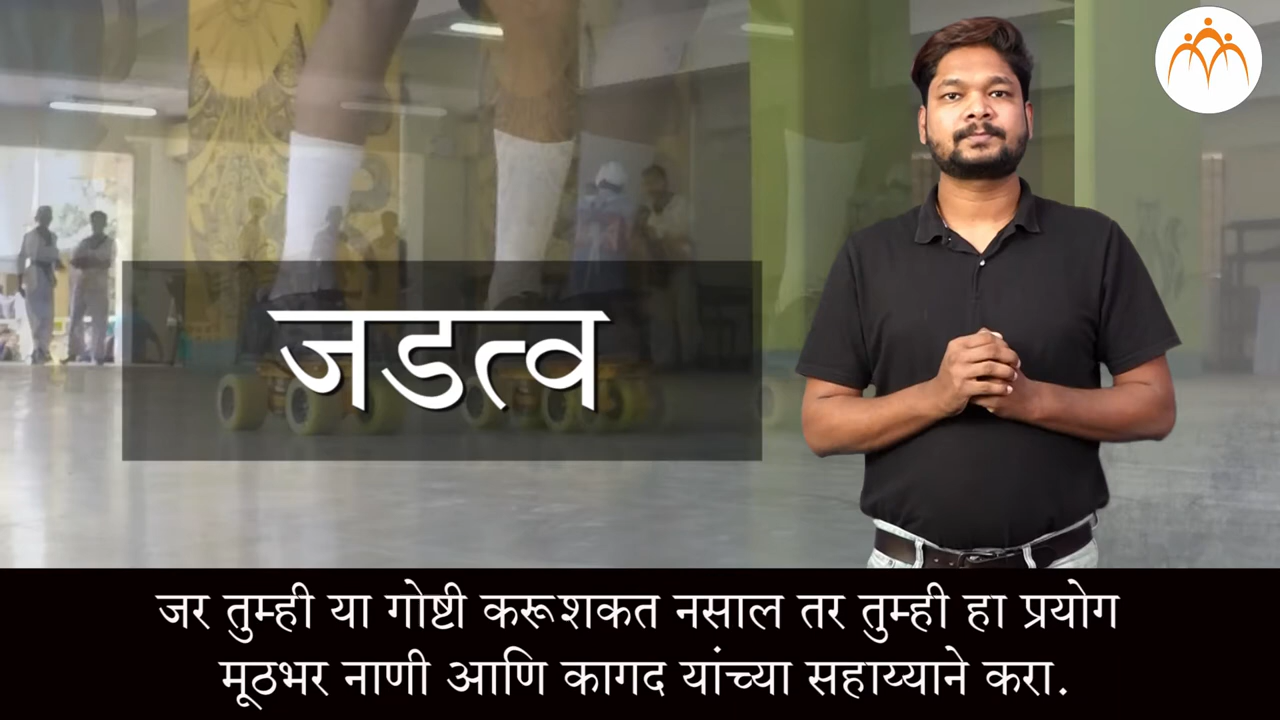 जडत्व
जर तुम्ही या गोष्टी करू शकत नसाल तर तुम्ही हा प्रयोग
मूठभर नाणी आणि कागद यांच्या सहाय्याने करा.